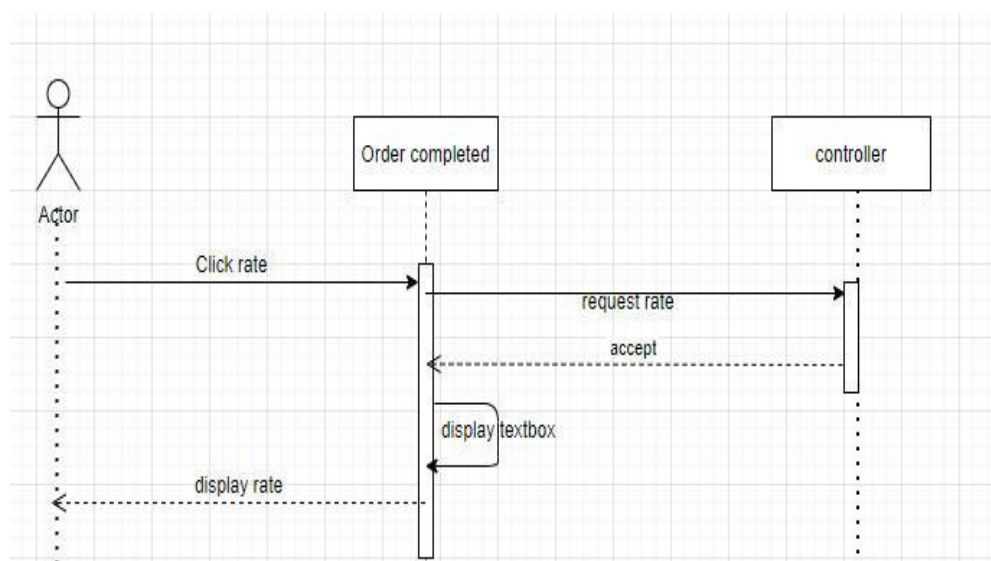 Order completed
controller
Actor
Click rate
request rate
accept
display textbox
display rate